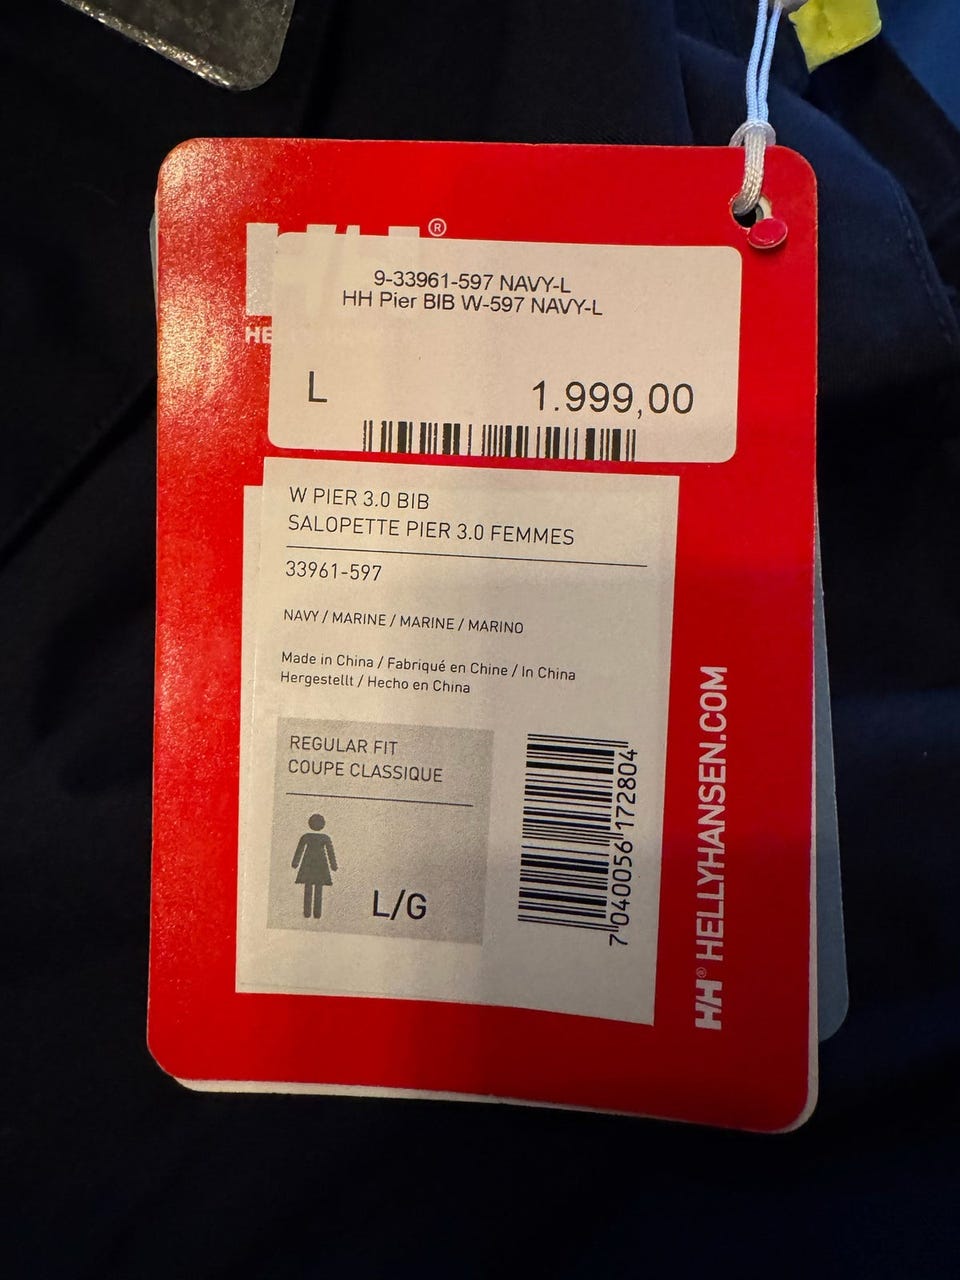 ®
HE
9-33961-597 NAVY-L
HH Pier BIB W-597 NAVY-L
L 1.999,00
W PIER 3.0 BIB
SALOPETTE PIER 3.0 FEMMES
33961-597
NAVY / MARINE / MARINE / MARINO
Made in China / Fabriqué en Chine / In China
Hergestellt / Hecho en China
REGULAR FIT
COUPE CLASSIQUE
L/G
7 040056 172804
HH® HELLYHANSEN.COM